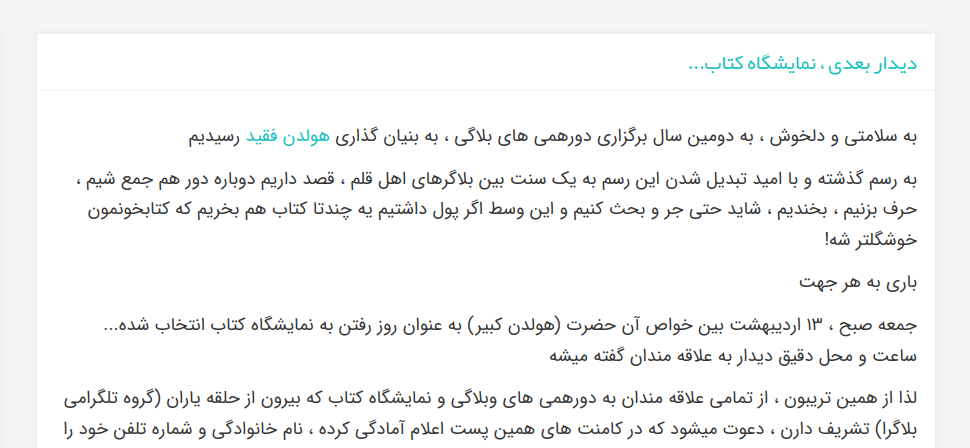 دیدار بعدی ، نمایشگاه کتاب...
به سلامتی و دلخوش ، به دومین سال برگزاری دورهمی های بلاگی ، به بنیان گذاری هولدن فقید رسیدیم
به رسم گذشته و با امید تبدیل شدن این رسم به یک سنت بین بلاگرهای اهل قلم ، قصد داریم دوباره دور هم جمع شیم ،
حرف بزنیم ، بخندیم ، شاید حتی جر و بحث کنیم و این وسط اگر پول داشتیم یه چندتا کتاب هم بخریم که کتابخونمون
خوشگلتر شه!
باری به هر جهت
جمعه صبح ، ۱۳ اردیبهشت بین خواص آن حضرت (هولدن کبیر) به عنوان روز رفتن به نمایشگاه کتاب انتخاب شده...
ساعت و محل دقیق دیدار به علاقه مندان گفته میشه
لذا از همین تریبون ، از تمامی علاقه مندان به دورهمی های وبلاگی و نمایشگاه کتاب که بیرون از حلقه یاران (گروه تلگرامی
بلاگرا) تشریف دارن ، دعوت میشود که در کامنت های همین پست اعلام آمادگی کرده ، نام خانوادگی و شماره تلفن خود را